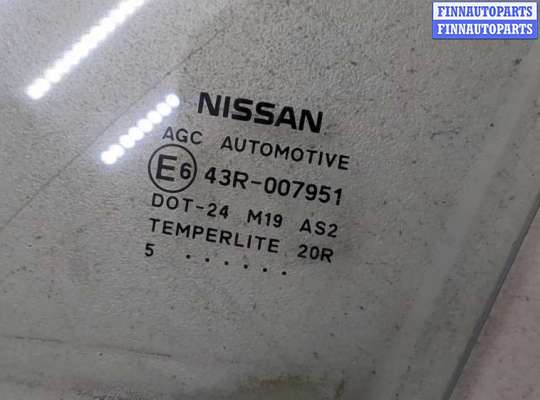 FINNAUTOPARTS
FINNAUTOPARTS
NISSAN
AGC AUTOMOTIVE
E6 43R-007951
DOT-24 M19 AS2
TEMPERLITE 20R
5 ......